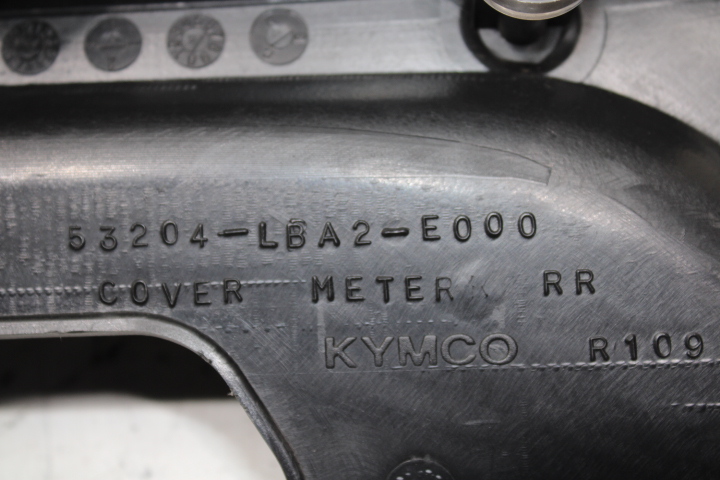 53204-LBA2-E000
COVER METER RR
KYMCO R109